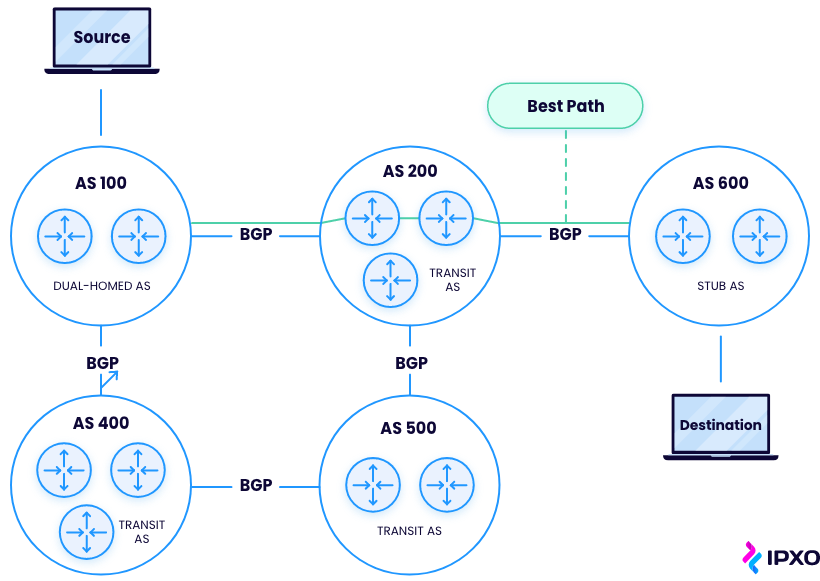 Source
Best Path
AS 100
DUAL-HOMED AS
BGP
AS 200
TRANSIT
AS
BGP
AS 600
STUB AS
BGP
BGP
Destination
AS 400
TRANSIT
AS
BGP
AS 500
TRANSIT AS
IPXO